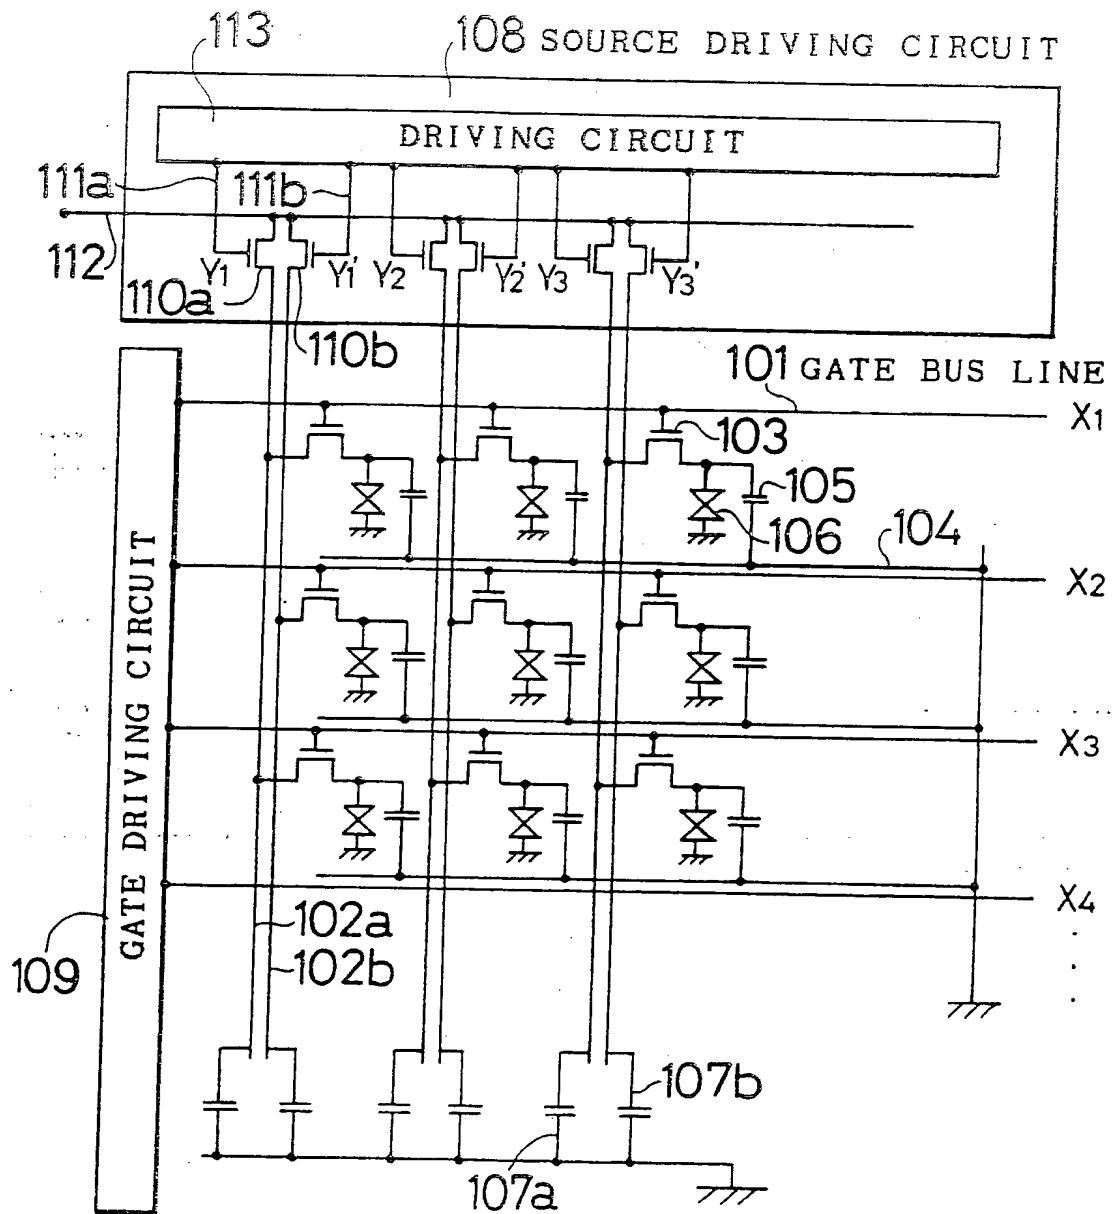 113
108 SOURCE DRIVING CIRCUIT
DRIVING CIRCUIT
111a
111b
112
Y1
Y1'
Y2
Y2'
Y3
Y3'
110a
110b
101 GATE BUS LINE
X1
103
105
106
104
X2
X3
X4
GATE DRIVING CIRCUIT
109
102a
102b
107b
107a